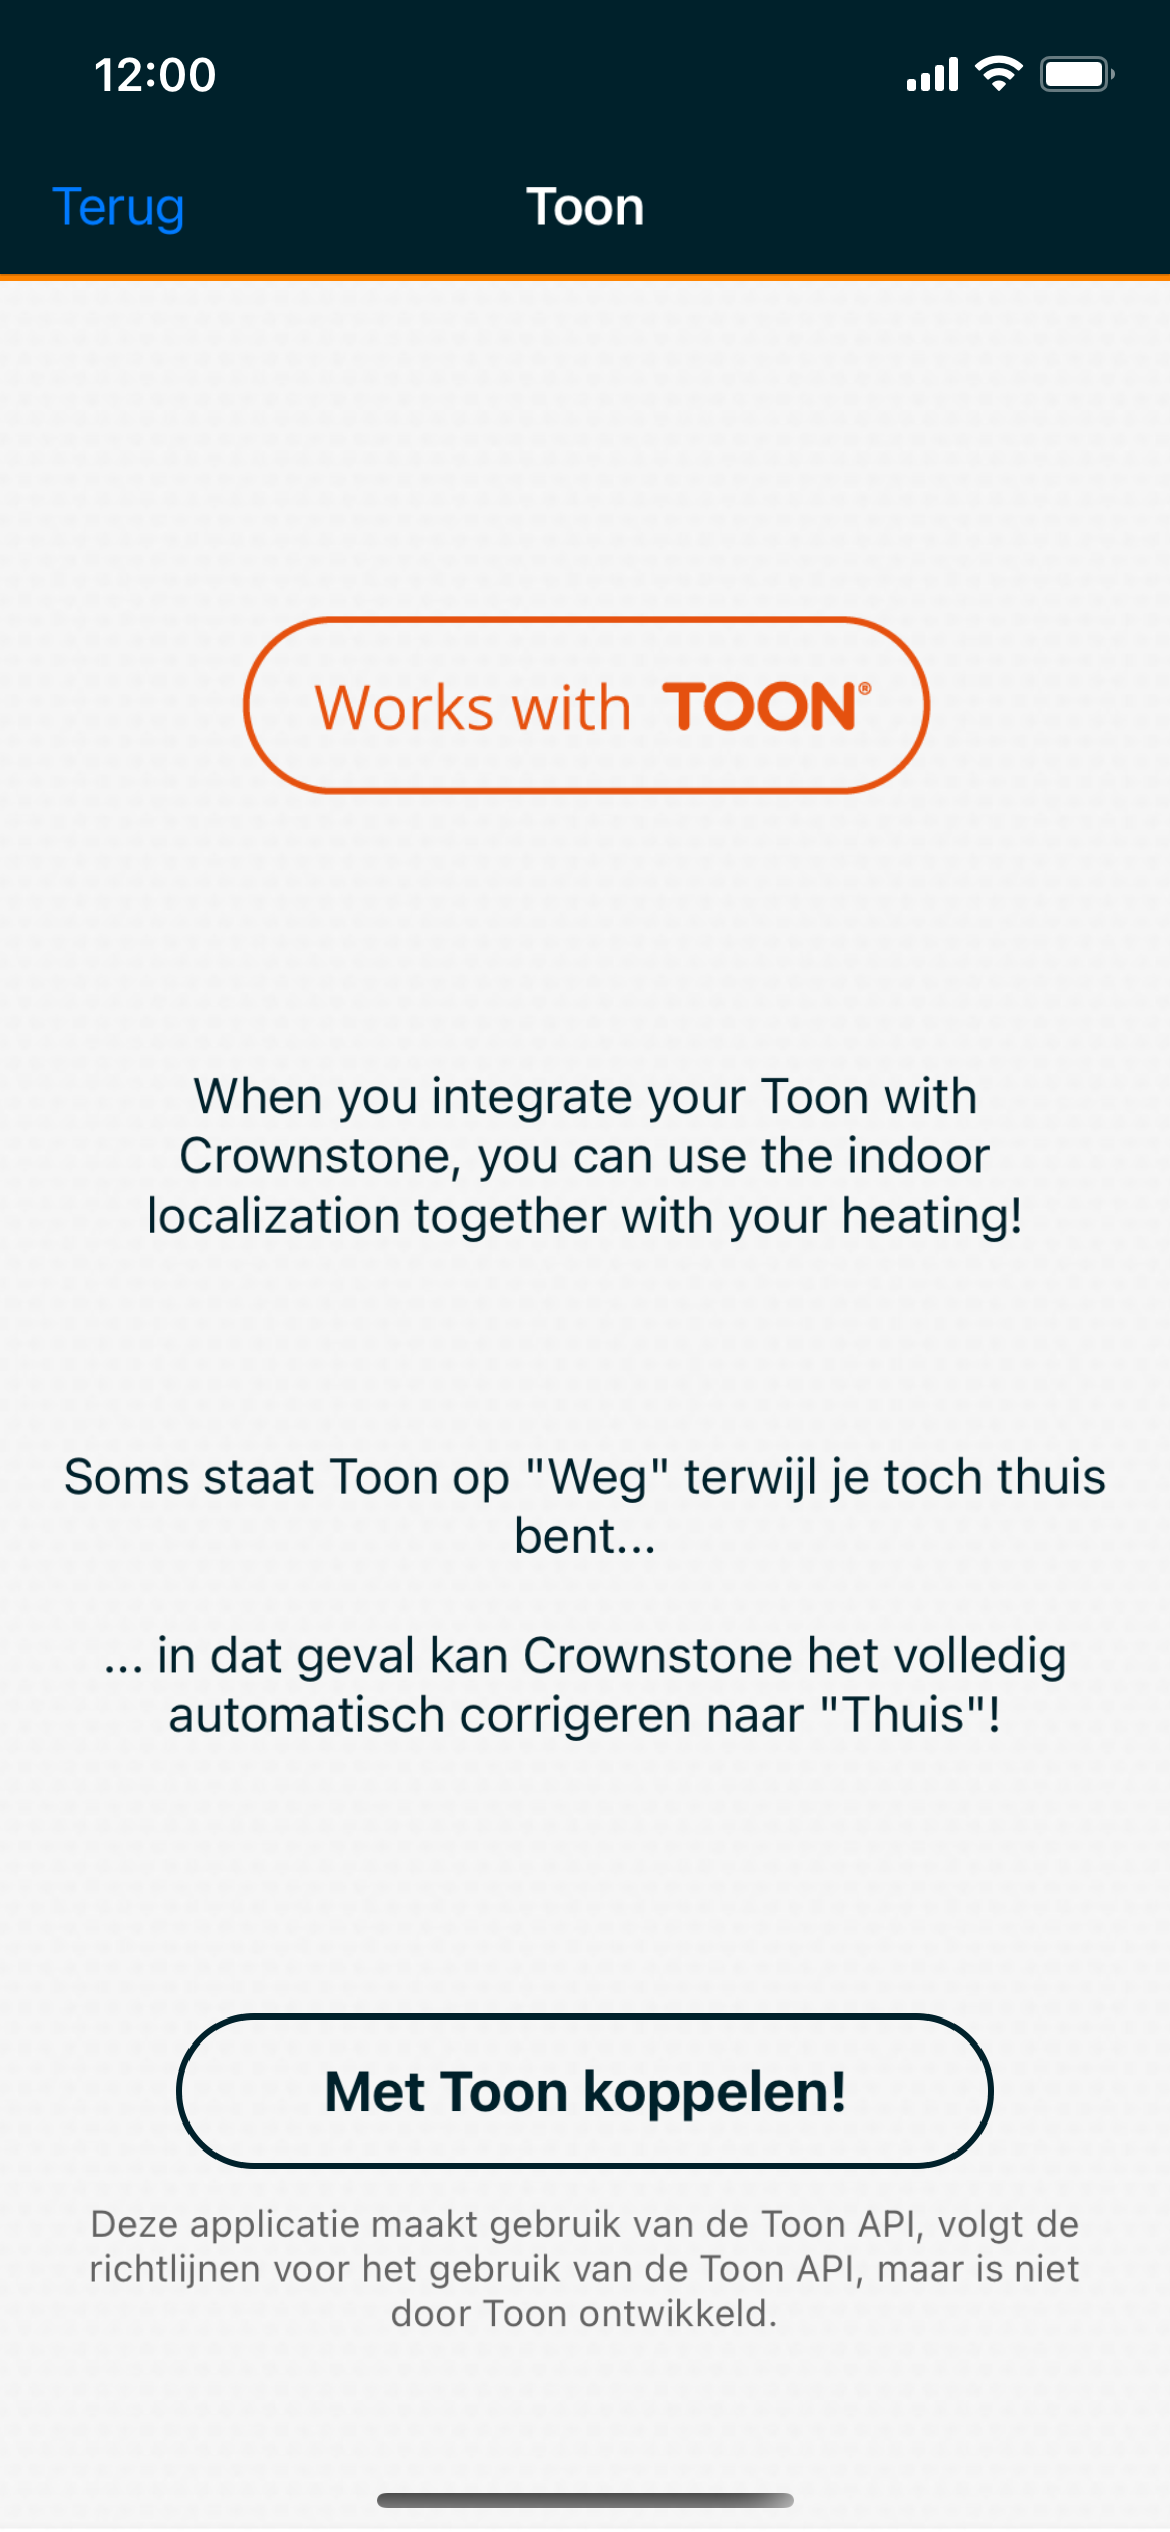 12:00
Terug
Toon
Works with TOON®
When you integrate your Toon with
Crownstone, you can use the indoor
localization together with your heating!
Soms staat Toon op "Weg" terwijl je toch thuis
bent...
... in dat geval kan Crownstone het volledig
automatisch corrigeren naar "Thuis"!
Met Toon koppelen!
Deze applicatie maakt gebruik van de Toon API, volgt de
richtlijnen voor het gebruik van de Toon API, maar is niet
door Toon ontwikkeld.